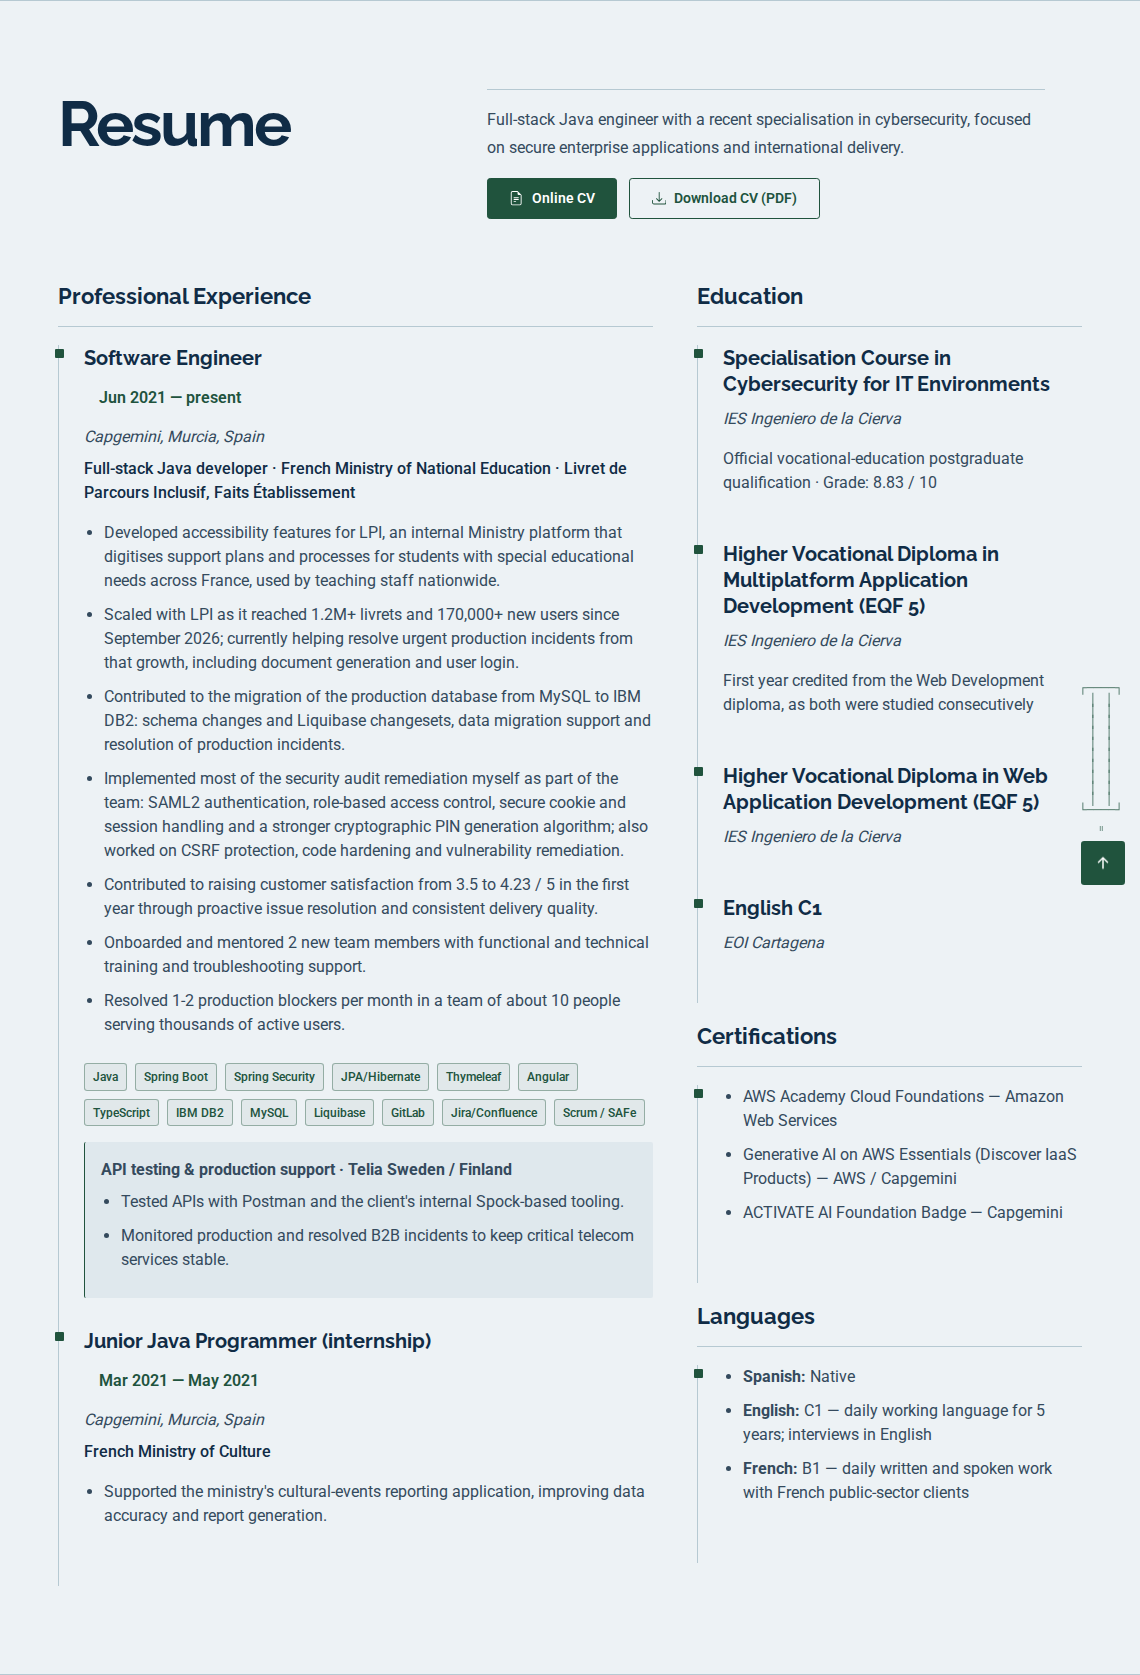 Resume
Full-stack Java engineer with a recent specialisation in cybersecurity, focused
on secure enterprise applications and international delivery.
Online CV
Download CV (PDF)
Professional Experience
Software Engineer
Jun 2021 — present
Capgemini, Murcia, Spain
Full-stack Java developer · French Ministry of National Education · Livret de
Parcours Inclusif, Faits Établissement
• Developed accessibility features for LPI, an internal Ministry platform that
digitises support plans and processes for students with special educational
needs across France, used by teaching staff nationwide.
• Scaled with LPI as it reached 1.2M+ livrets and 170,000+ new users since
September 2026; currently helping resolve urgent production incidents from
that growth, including document generation and user login.
• Contributed to the migration of the production database from MySQL to IBM
DB2: schema changes and Liquibase changesets, data migration support and
resolution of production incidents.
• Implemented most of the security audit remediation myself as part of the
team: SAML2 authentication, role-based access control, secure cookie and
session handling and a stronger cryptographic PIN generation algorithm; also
worked on CSRF protection, code hardening and vulnerability remediation.
• Contributed to raising customer satisfaction from 3.5 to 4.23 / 5 in the first
year through proactive issue resolution and consistent delivery quality.
• Onboarded and mentored 2 new team members with functional and technical
training and troubleshooting support.
• Resolved 1-2 production blockers per month in a team of about 10 people
serving thousands of active users.
Java Spring Boot Spring Security JPA/Hibernate Thymeleaf Angular
TypeScript IBM DB2 MySQL Liquibase GitLab Jira/Confluence Scrum / SAFe
API testing & production support · Telia Sweden / Finland
• Tested APIs with Postman and the client's internal Spock-based tooling.
• Monitored production and resolved B2B incidents to keep critical telecom
services stable.
Junior Java Programmer (internship)
Mar 2021 — May 2021
Capgemini, Murcia, Spain
French Ministry of Culture
• Supported the ministry's cultural-events reporting application, improving data
accuracy and report generation.
Education
Specialisation Course in
Cybersecurity for IT Environments
IES Ingeniero de la Cierva
Official vocational-education postgraduate
qualification · Grade: 8.83 / 10
Higher Vocational Diploma in
Multiplatform Application
Development (EQF 5)
IES Ingeniero de la Cierva
First year credited from the Web Development
diploma, as both were studied consecutively
Higher Vocational Diploma in Web
Application Development (EQF 5)
IES Ingeniero de la Cierva
English C1
EOI Cartagena
Certifications
• AWS Academy Cloud Foundations — Amazon
Web Services
• Generative AI on AWS Essentials (Discover IaaS
Products) — AWS / Capgemini
• ACTIVATE AI Foundation Badge — Capgemini
Languages
• Spanish: Native
• English: C1 — daily working language for 5
years; interviews in English
• French: B1 — daily written and spoken work
with French public-sector clients